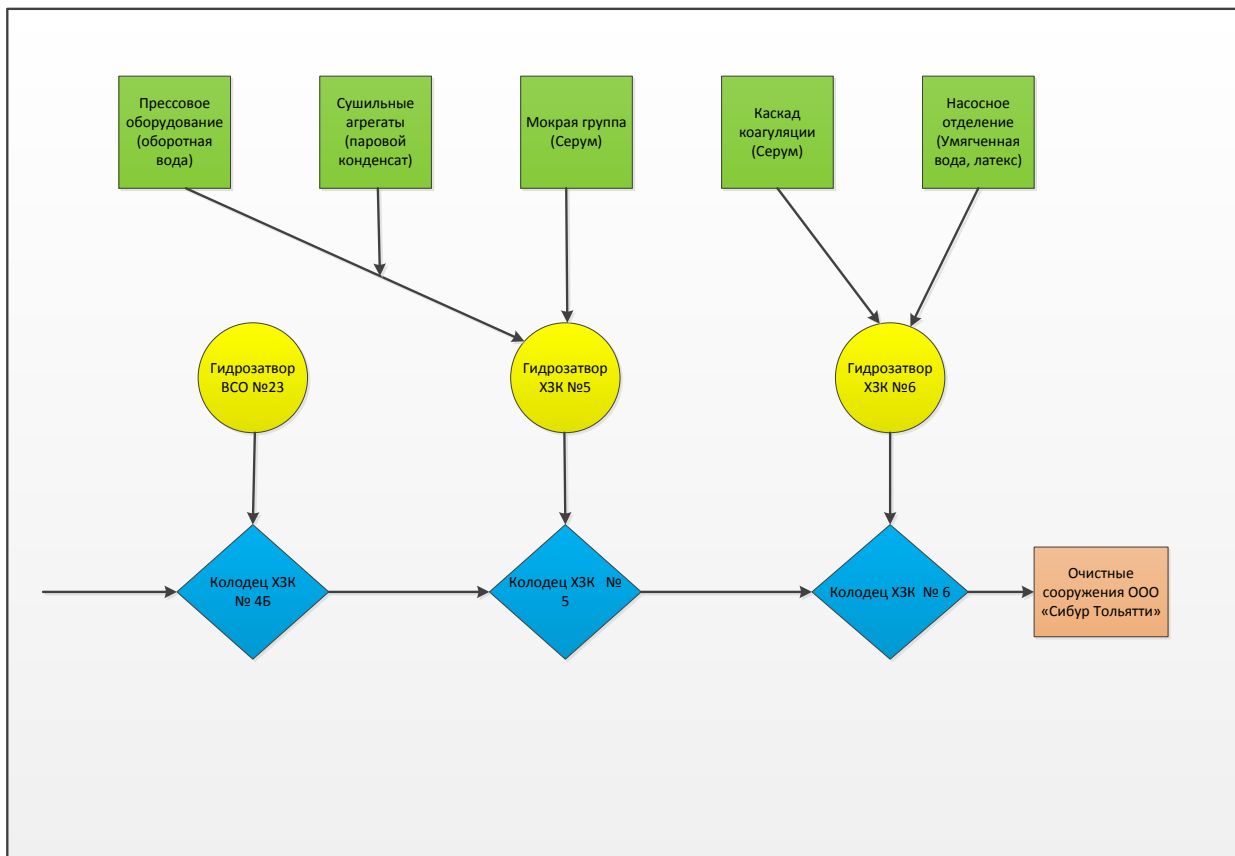 Прессовое
оборудование
(оборотная
вода)
Сушильные
агрегаты
(паровой
конденсат)
Мокрая группа
(Серум)
Каскад
коагуляции
(Серум)
Насосное
отделение
(Умягченная
вода, латекс)
Гидрозатвор
ВСО №23
Гидрозатвор
ХЗК №5
Гидрозатвор
ХЗК №6
Колодец ХЗК
№ 4Б
Колодец ХЗК №
5
Колодец ХЗК № 6
Очистные
сооружения ООО
«Сибур Тольятти»